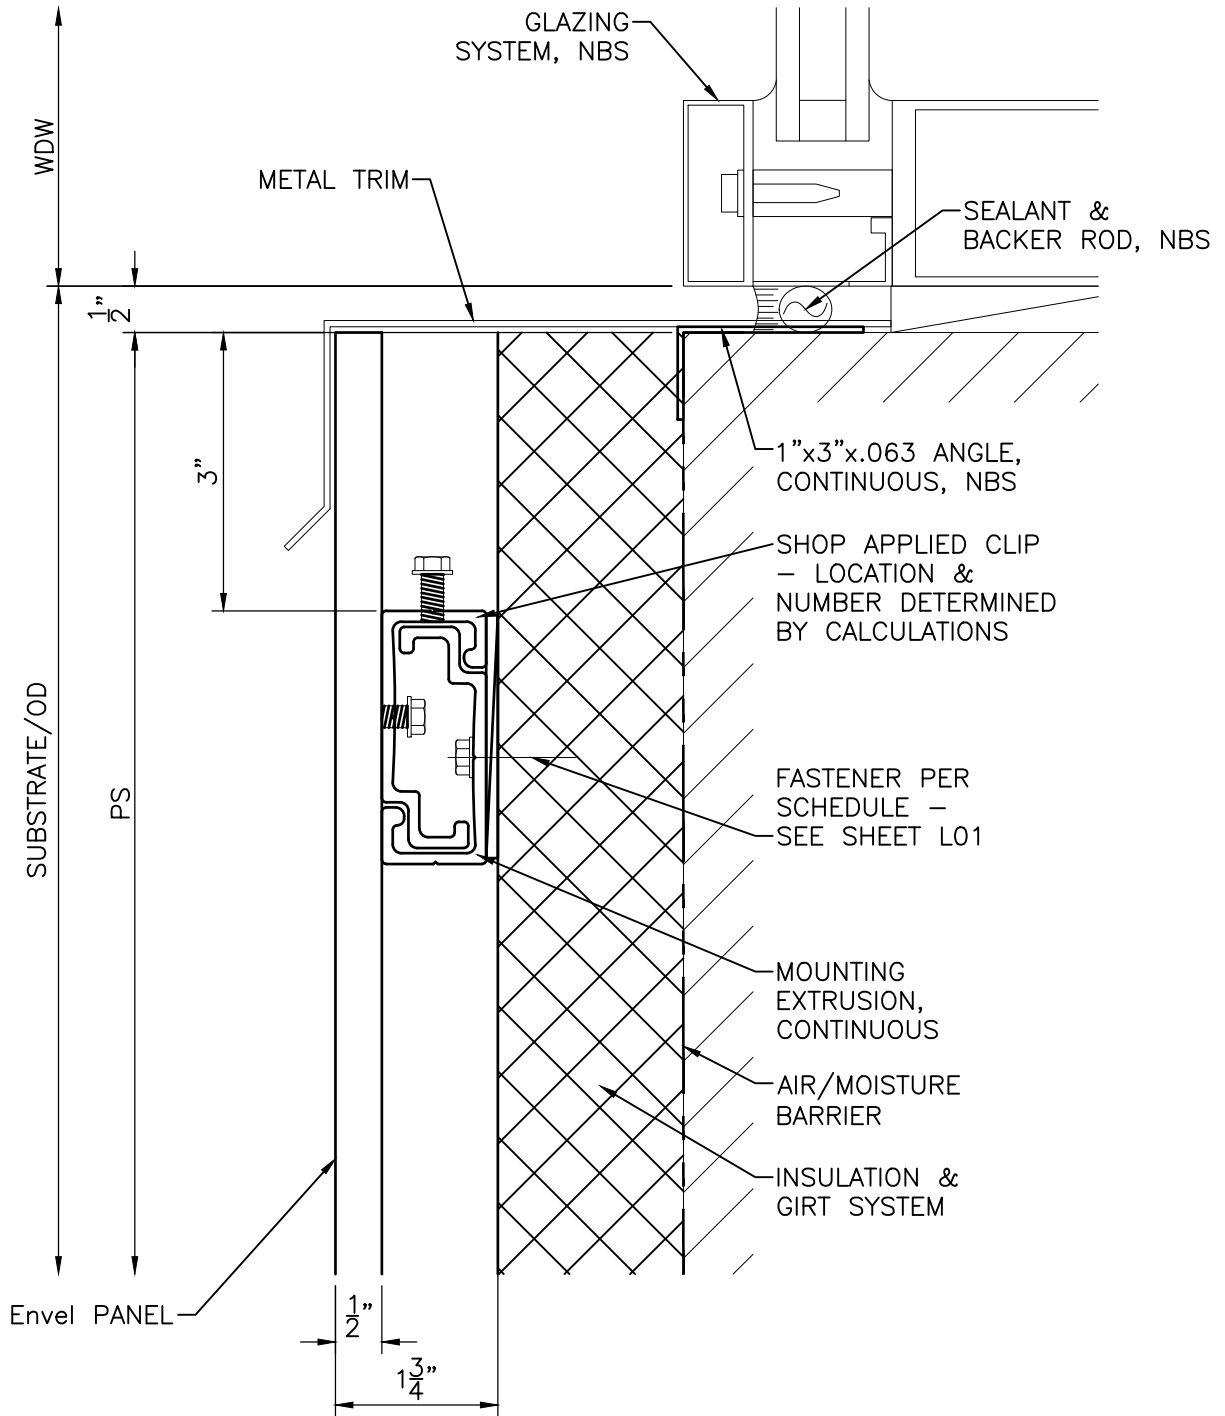 GLAZING
SYSTEM, NBS
WDW
METAL TRIM
SEALANT &
BACKER ROD, NBS
1/2"
3"
1"x3"x.063 ANGLE,
CONTINUOUS, NBS
SHOP APPLIED CLIP
– LOCATION &
NUMBER DETERMINED
BY CALCULATIONS
SUBSTRATE/OD
PS
FASTENER PER
SCHEDULE –
SEE SHEET L01
MOUNTING
EXTRUSION,
CONTINUOUS
AIR/MOISTURE
BARRIER
INSULATION &
GIRT SYSTEM
Envel PANEL
1/2"
1 3/4"